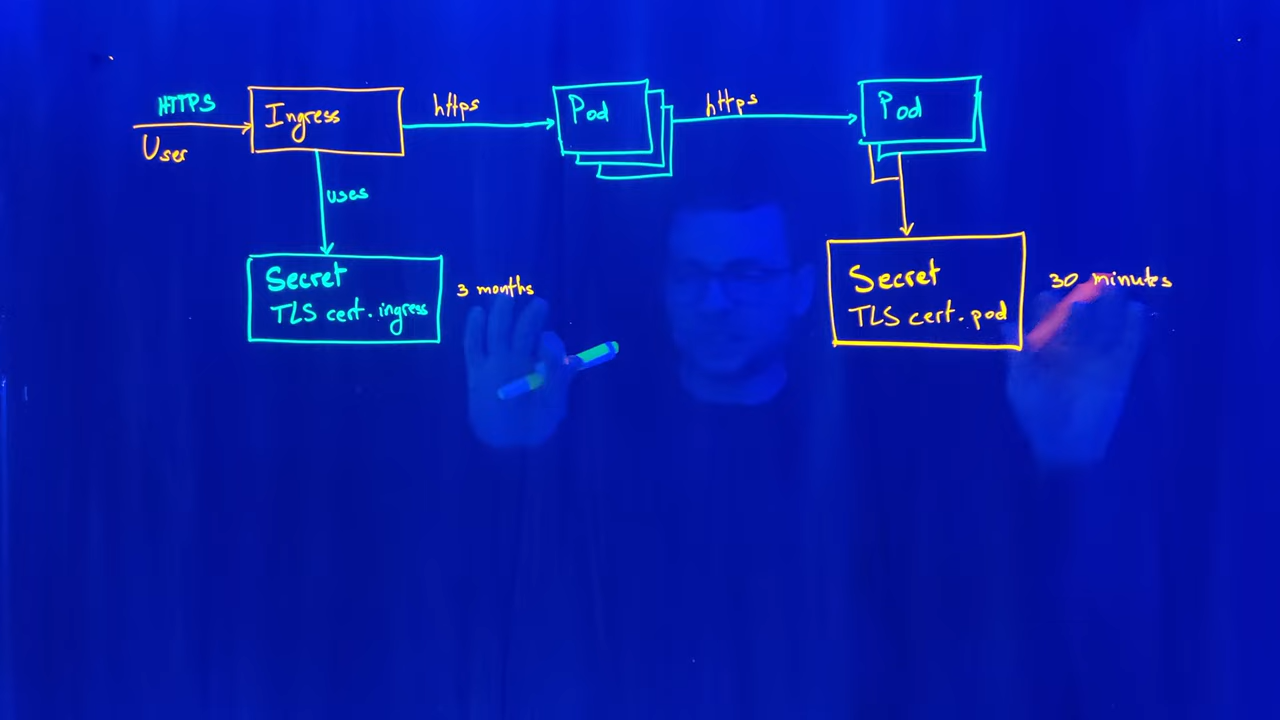 HTTPS
User
Ingress
https
Pod
https
Pod
uses
Secret
TLS cert. ingress
3 months
Secret
TLS cert. pod
30 minutes